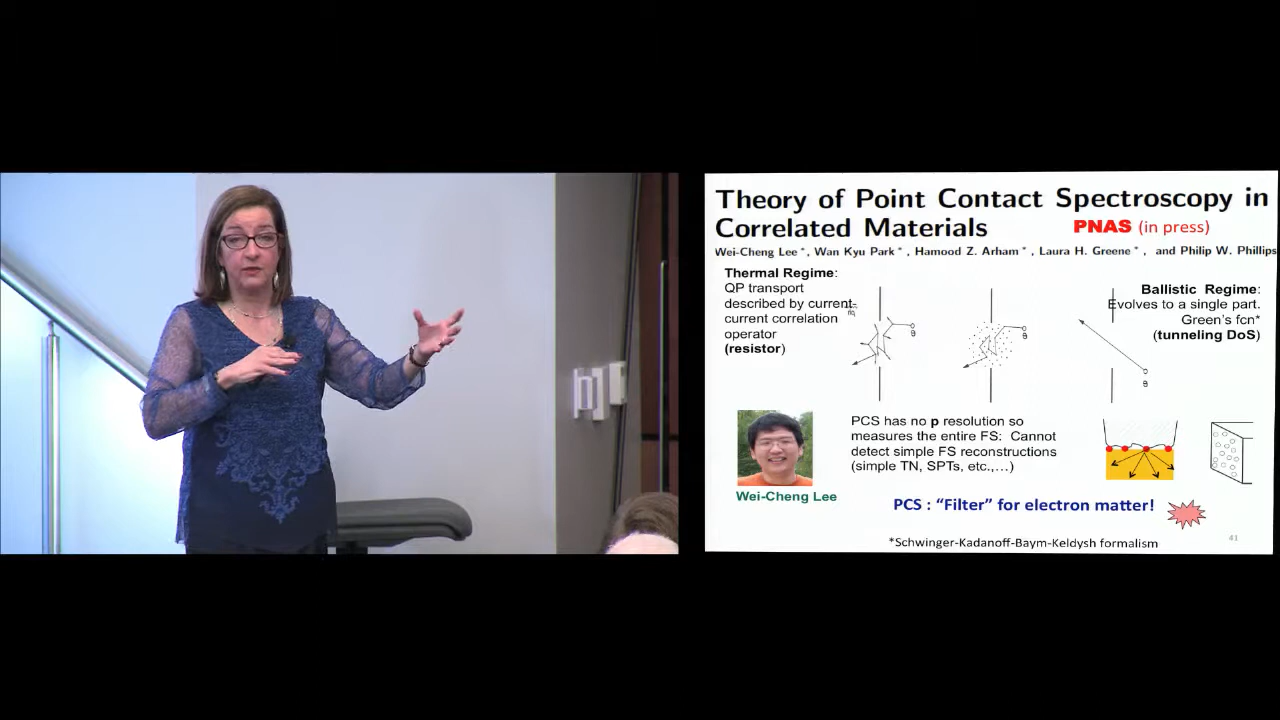 Theory of Point Contact Spectroscopy in
Correlated Materials
PNAS (in press)
Wei-Cheng Lee *, Wan Kyu Park *, Hamood Z. Arham *, Laura H. Greene *, and Philip W. Phillips
Thermal Regime:
QP transport
described by current-
current correlation
operator
(resistor)
Ballistic Regime:
Evolves to a single part.
Green's fcn*
(tunneling DoS)
PCS has no p resolution so
measures the entire FS: Cannot
detect simple FS reconstructions
(simple TN, SPTs, etc.,...)
Wei-Cheng Lee
PCS : “Filter” for electron matter!
*Schwinger-Kadanoff-Baym-Keldysh formalism
41